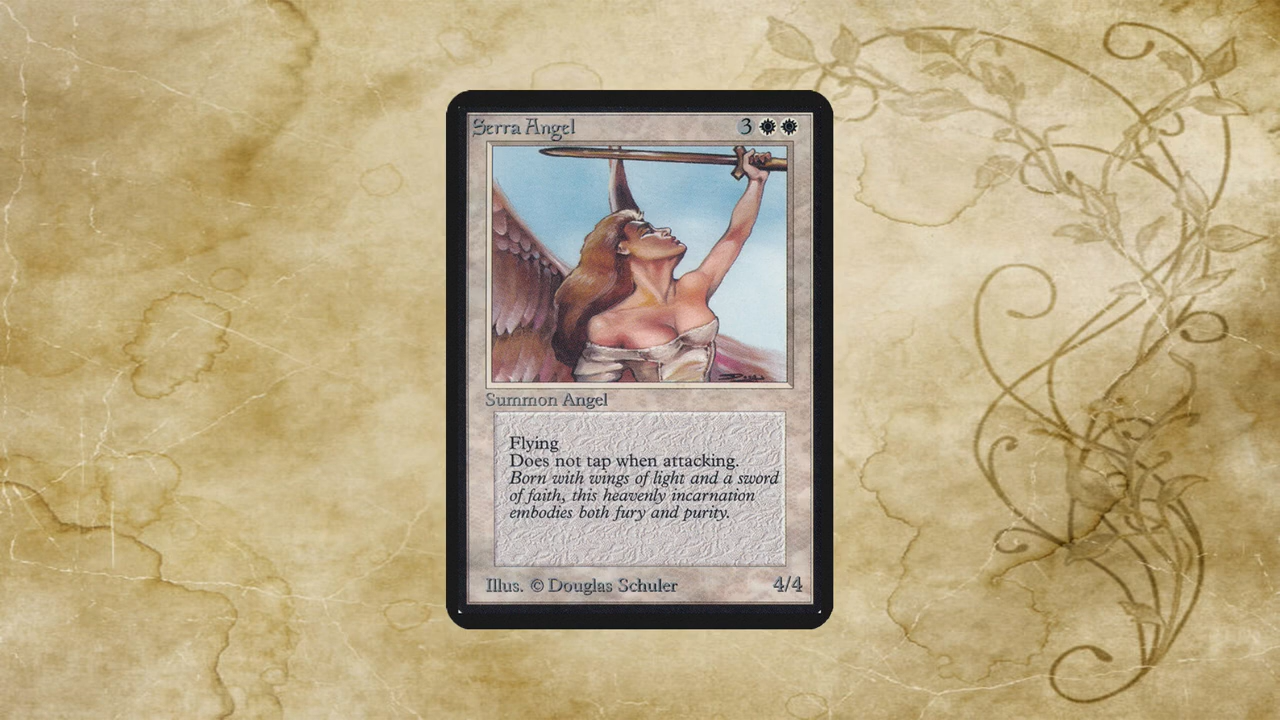 Serra Angel 3
Summon Angel
Flying
Does not tap when attacking.
Born with wings of light and a sword
of faith, this heavenly incarnation
embodies both fury and purity.
Illus. © Douglas Schuler 4/4